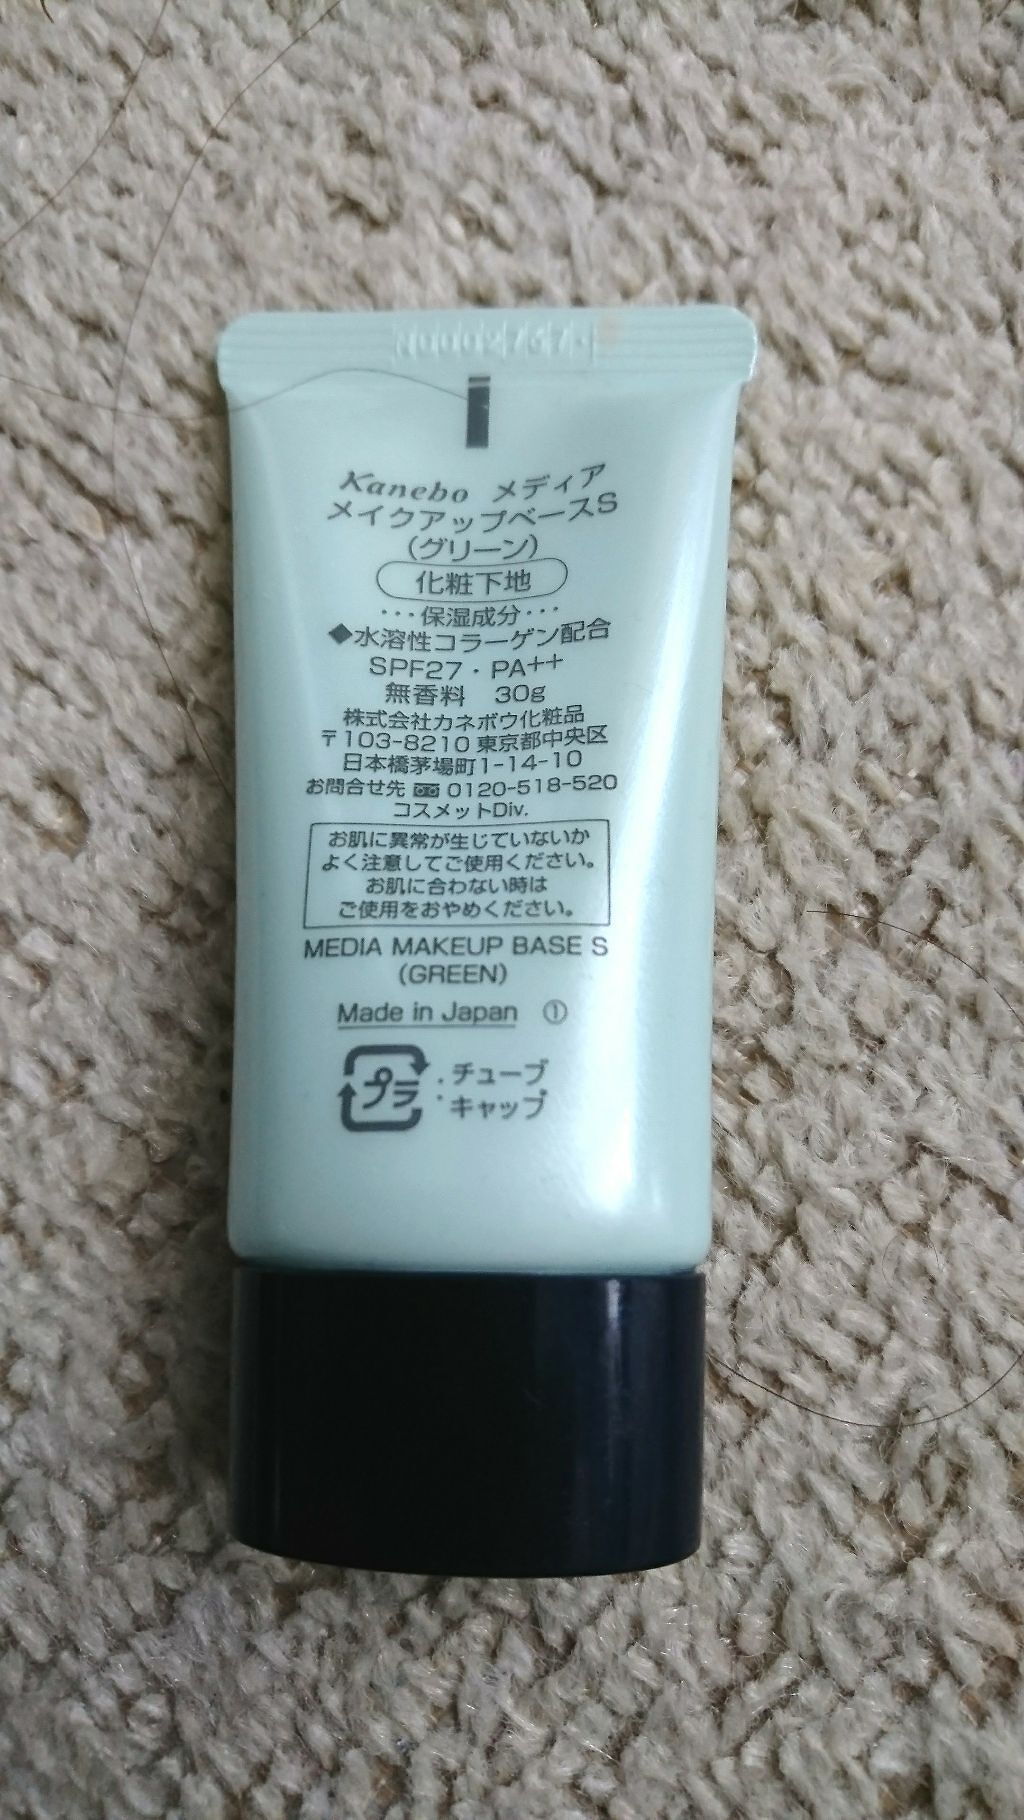 Kanebo メディア
メイクアップベースS
(グリーン)
化粧下地
･･･保湿成分･･･
◆水溶性コラーゲン配合
SPF27・PA++
無香料 30g
株式会社カネボウ化粧品
〒103-8210 東京都中央区
日本橋茅場町1-14-10
お問合せ先 0120-518-520
コスメットDiv.
お肌に異常が生じていないか
よく注意してご使用ください。
お肌に合わない時は
ご使用をおやめください。
MEDIA MAKEUP BASE S
(GREEN)
Made in Japan ①
プラ : チューブ
キャップ